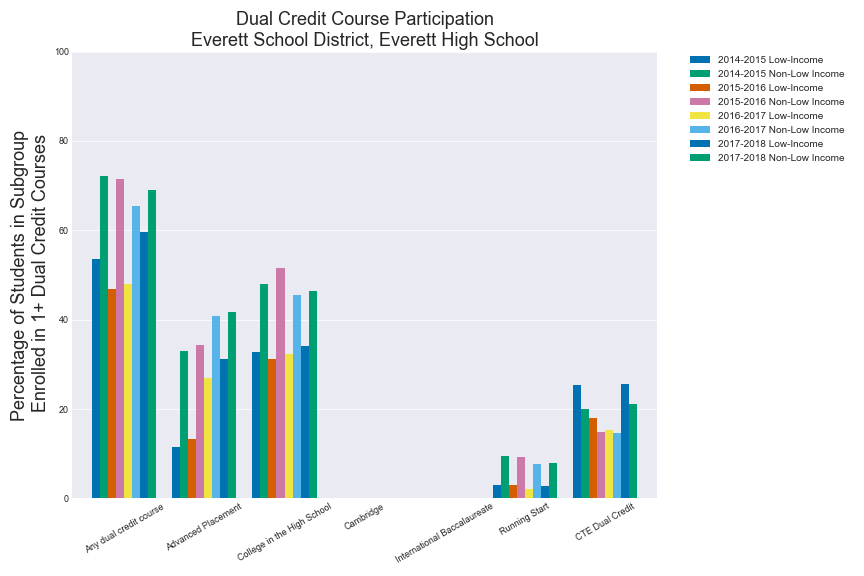 Dual Credit Course Participation
Everett School District, Everett High School
Percentage of Students in Subgroup
Enrolled in 1+ Dual Credit Courses
100
80
60
40
20
0
Any dual credit course
Advanced Placement
College in the High School
Cambridge
International Baccalaureate
Running Start
CTE Dual Credit
2014-2015 Low-Income
2014-2015 Non-Low Income
2015-2016 Low-Income
2015-2016 Non-Low Income
2016-2017 Low-Income
2016-2017 Non-Low Income
2017-2018 Low-Income
2017-2018 Non-Low Income